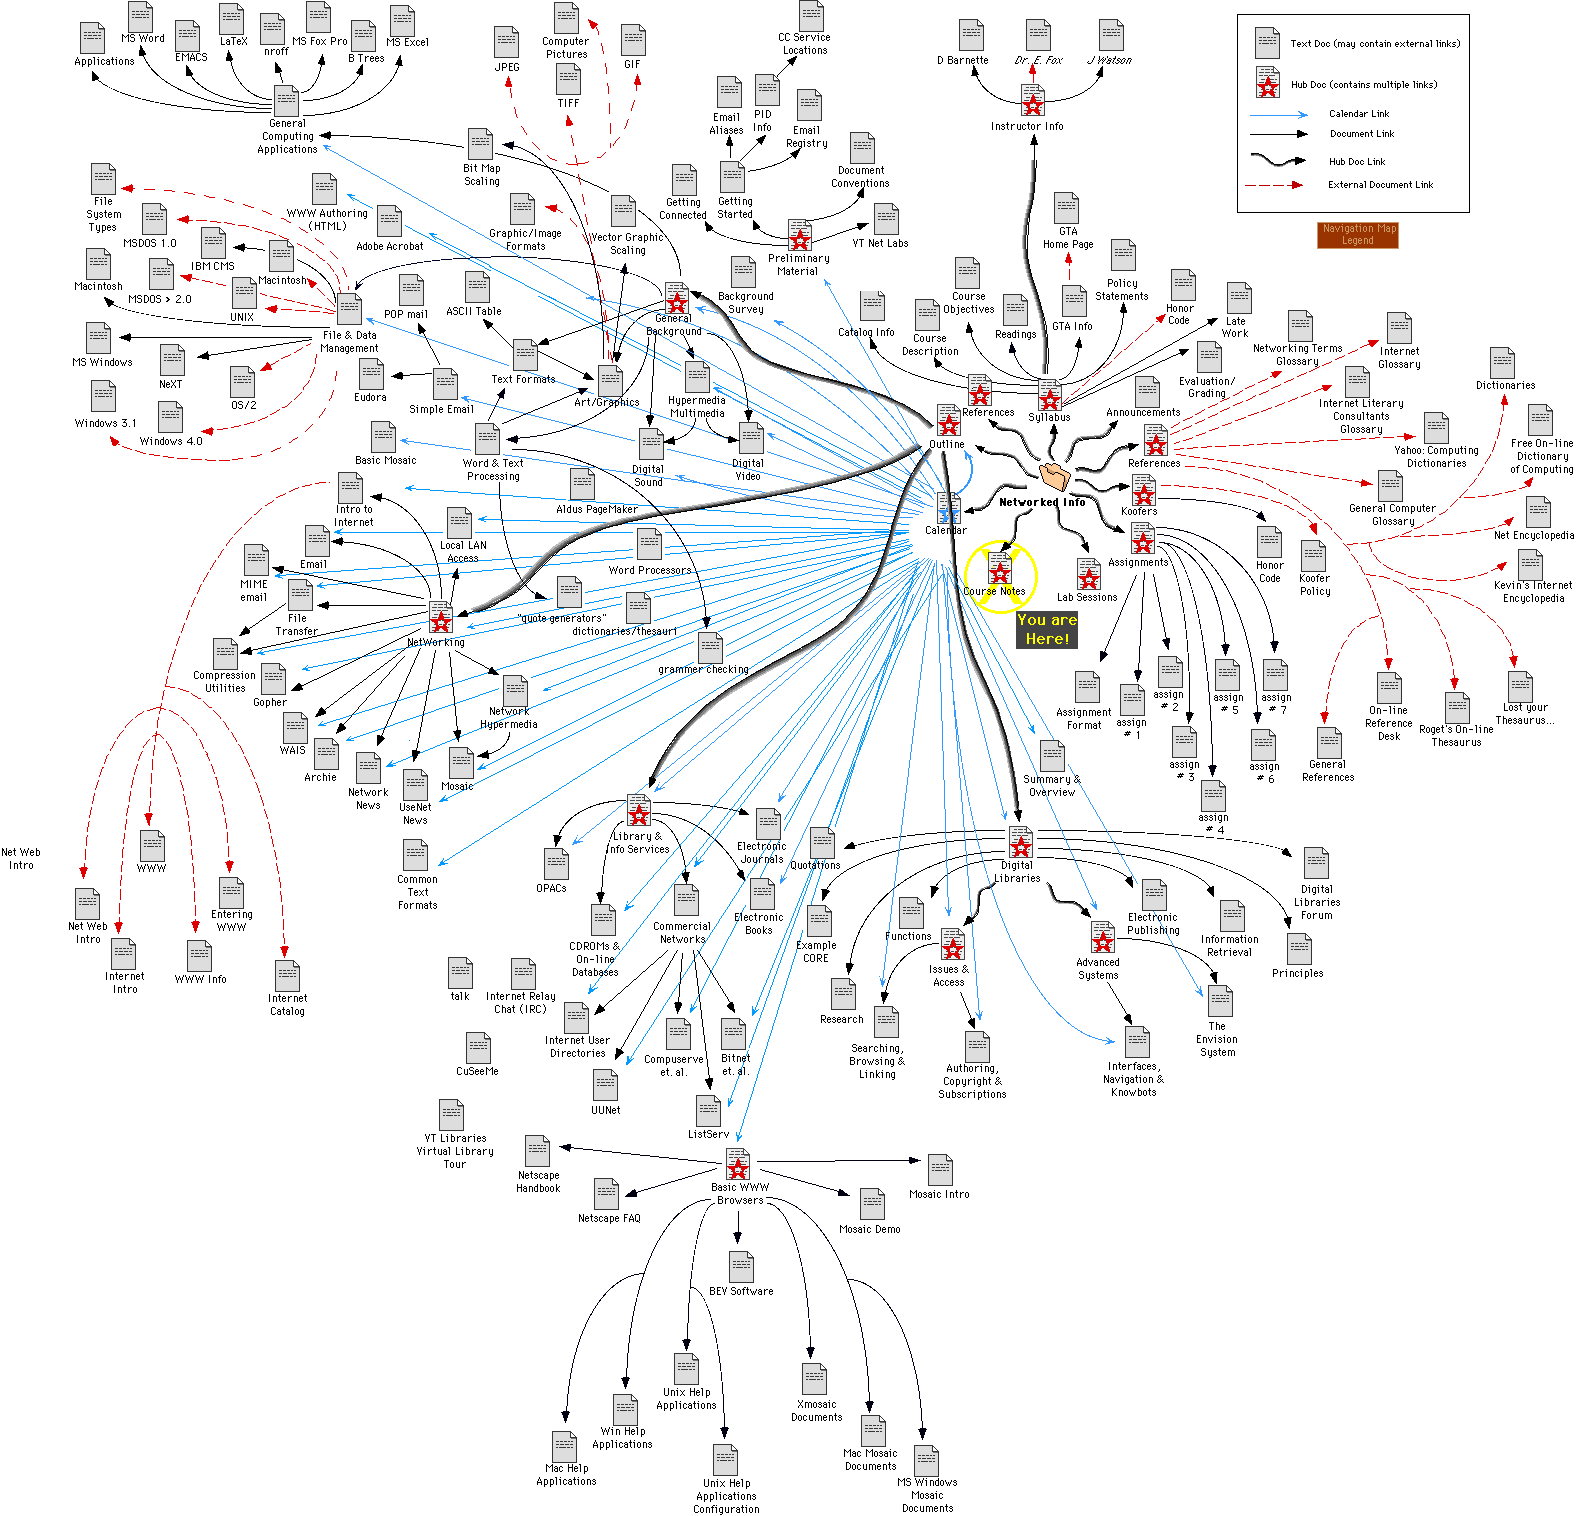 MS Word
LaTeX
nroff
MS Fox Pro
B Trees
MS Excel
Applications
EMACS
General
Computing
Applications
JPEG
Computer
Pictures
TIFF
GIF
CC Service
Locations
Email
Aliases
PID
Info
Email
Registry
D Barnette
Dr. E. Fox
J Watson
Instructor Info
Text Doc (may contain external links)
Hub Doc (contains multiple links)
Calendar Link
Document Link
Hub Doc Link
External Document Link
Navigation Map
Legend
Bit Map
Scaling
File
System
Types
WWW Authoring
(HTML)
Adobe Acrobat
Graphic/Image
Formats
Vector Graphic
Scaling
Getting
Connected
Getting
Started
Document
Conventions
VT Net Labs
Preliminary
Material
Background
Survey
GTA
Home Page
MSDOS 1.0
IBM CMS
Macintosh
Macintosh
MSDOS > 2.0
UNIX
File & Data
Management
POP mail
ASCII Table
General
Background
Catalog Info
Course
Description
Course
Objectives
Readings
GTA Info
Policy
Statements
Honor
Code
Late
Work
Networking Terms
Glossary
Internet
Glossary
MS Windows
NeXT
OS/2
Windows 3.1
Windows 4.0
Eudora
Simple Email
Text Formats
Art/Graphics
Hypermedia
Multimedia
References
Syllabus
Announcements
Evaluation/
Grading
Internet Literary
Consultants
Glossary
Dictionaries
Basic Mosaic
Word & Text
Processing
Digital
Sound
Digital
Video
Outline
References
Yahoo: Computing
Dictionaries
Free On-line
Dictionary
of Computing
Intro to
Internet
Aldus PageMaker
Calendar
Networked Info
Koofers
General Computer
Glossary
Net Encyclopedia
Email
Local LAN
Access
Word Processors
Assignments
Honor
Code
Koofer
Policy
Kevin's Internet
Encyclopedia
MIME
email
File
Transfer
NetWorking
"quote generators"
dictionaries/thesauri
grammer checking
Course Notes
Lab Sessions
You are
Here!
Compression
Utilities
Gopher
Network
Hypermedia
WAIS
Archie
Network
News
UseNet
News
Mosaic
Assignment
Format
assign
# 1
assign
# 2
assign
# 3
assign
# 4
assign
# 5
assign
# 6
assign
# 7
General
References
On-line
Reference
Desk
Roget's On-line
Thesaurus
Lost your
Thesaurus...
Summary &
Overview
Net Web
Intro
WWW
Net Web
Intro
Entering
WWW
Internet
Intro
WWW Info
Internet
Catalog
Common
Text
Formats
Library &
Info Services
OPACs
Electronic
Journals
Quotations
Digital
Libraries
Digital
Libraries
Forum
CDROMs &
On-line
Databases
Commercial
Networks
Electronic
Books
Example
CORE
Functions
Electronic
Publishing
Information
Retrieval
Principles
Issues &
Access
Advanced
Systems
talk
Internet Relay
Chat (IRC)
Research
CuSeeMe
Internet User
Directories
Compuserve
et. al.
Bitnet
et. al.
UUNet
ListServ
Searching,
Browsing &
Linking
Authoring,
Copyright &
Subscriptions
Interfaces,
Navigation &
Knowbots
The
Envision
System
VT Libraries
Virtual Library
Tour
Netscape
Handbook
Netscape FAQ
Basic WWW
Browsers
Mosaic Intro
Mosaic Demo
BEV Software
Unix Help
Applications
Xmosaic
Documents
Win Help
Applications
Mac Mosaic
Documents
Mac Help
Applications
Unix Help
Applications
Configuration
MS Windows
Mosaic
Documents